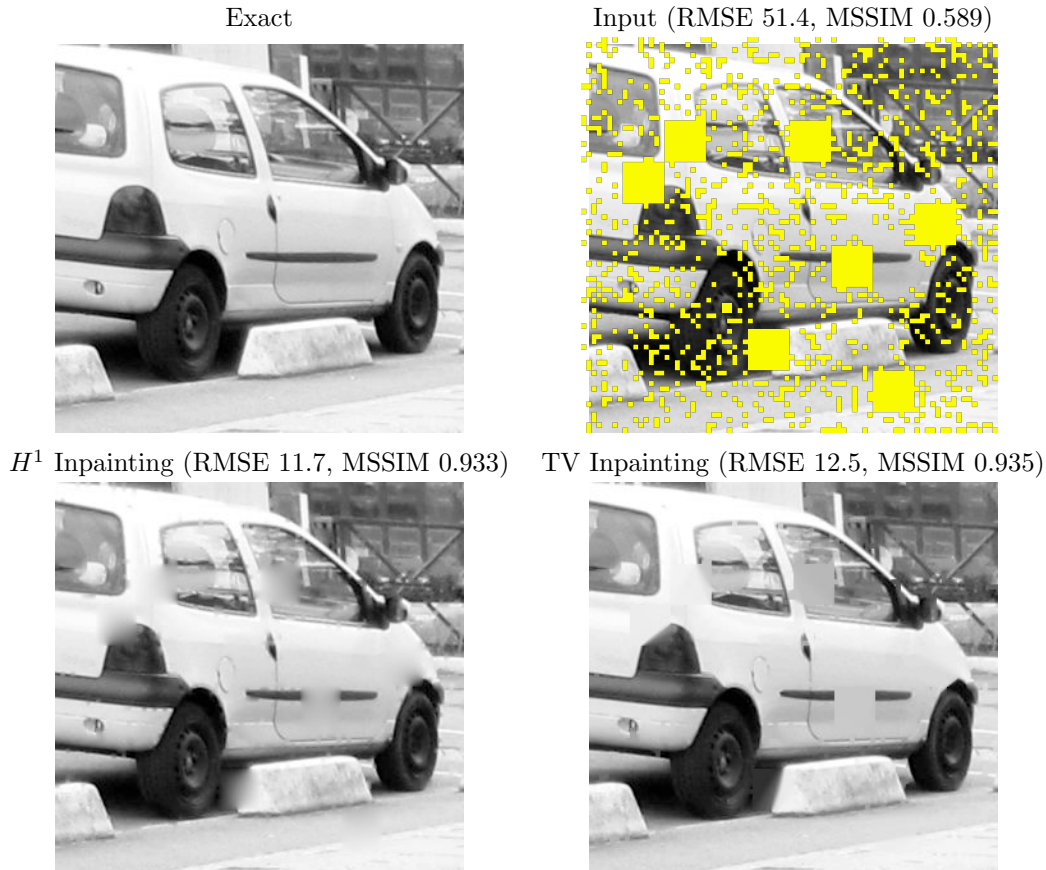 Exact
Input (RMSE 51.4, MSSIM 0.589)
H¹ Inpainting (RMSE 11.7, MSSIM 0.933)
TV Inpainting (RMSE 12.5, MSSIM 0.935)